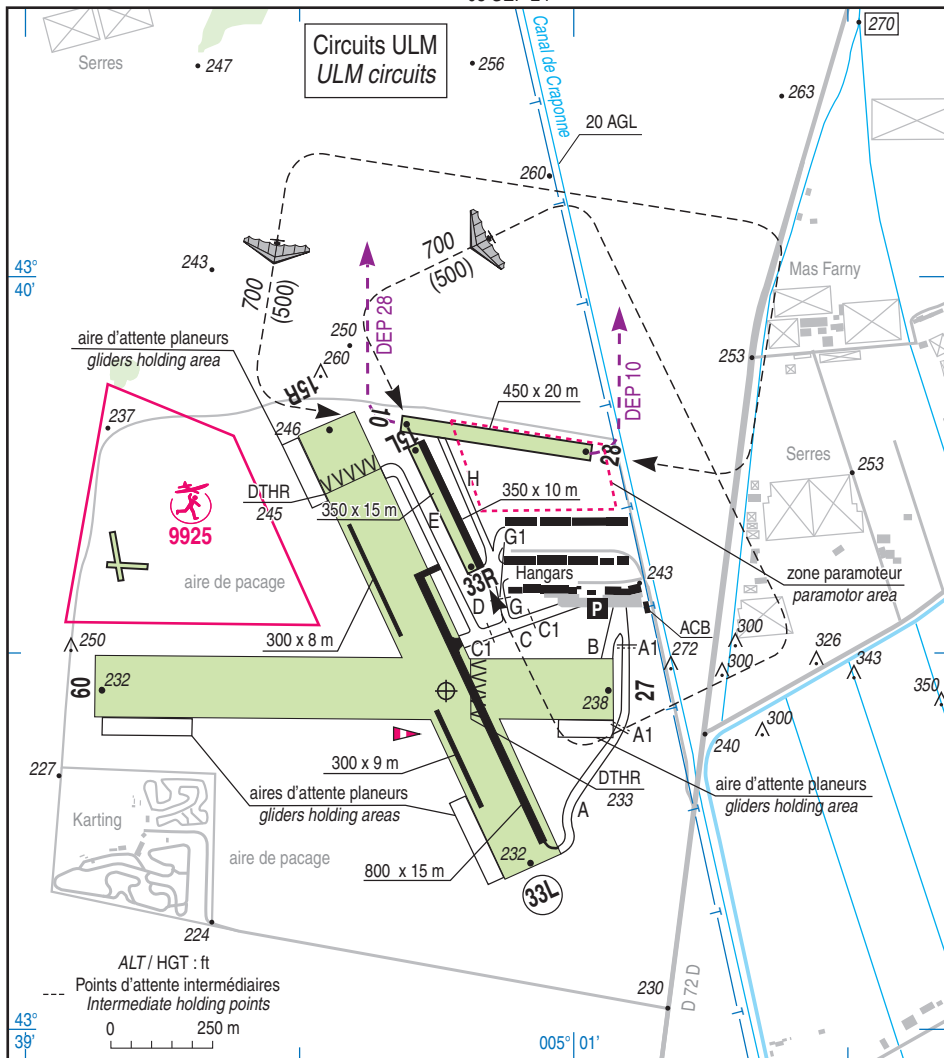 Circuits ULM
ULM circuits
Serres
247
256
Canal de Craponne
270
263
20 AGL
260
700
(500)
700
(500)
243
43°
40'
Mas Farny
DEP 28
250
260
aire d'attente planeurs
gliders holding area
15R
DEP 10
253
450 x 20 m
237
246
10
15L
28
Serres
253
DTHR
245
H
350 x 15 m
E
350 x 10 m
9925
G1
33R
Hangars
243
zone paramoteur
paramotor area
aire de pacage
D
G
P
C1
C
C1
ACB
300 x 8 m
B
A1
272
300
300
326
343
350
250
09
232
238
27
A1
300
240
227
300 x 9 m
DTHR
233
aire d'attente planeurs
gliders holding area
aires d'attente planeurs
gliders holding areas
A
Karting
aire de pacage
232
800 x 15 m
33L
224
ALT / HGT : ft
Points d'attente intermédiaires
Intermediate holding points
0
250 m
230
D 72 D
43°
39'
005° 01'